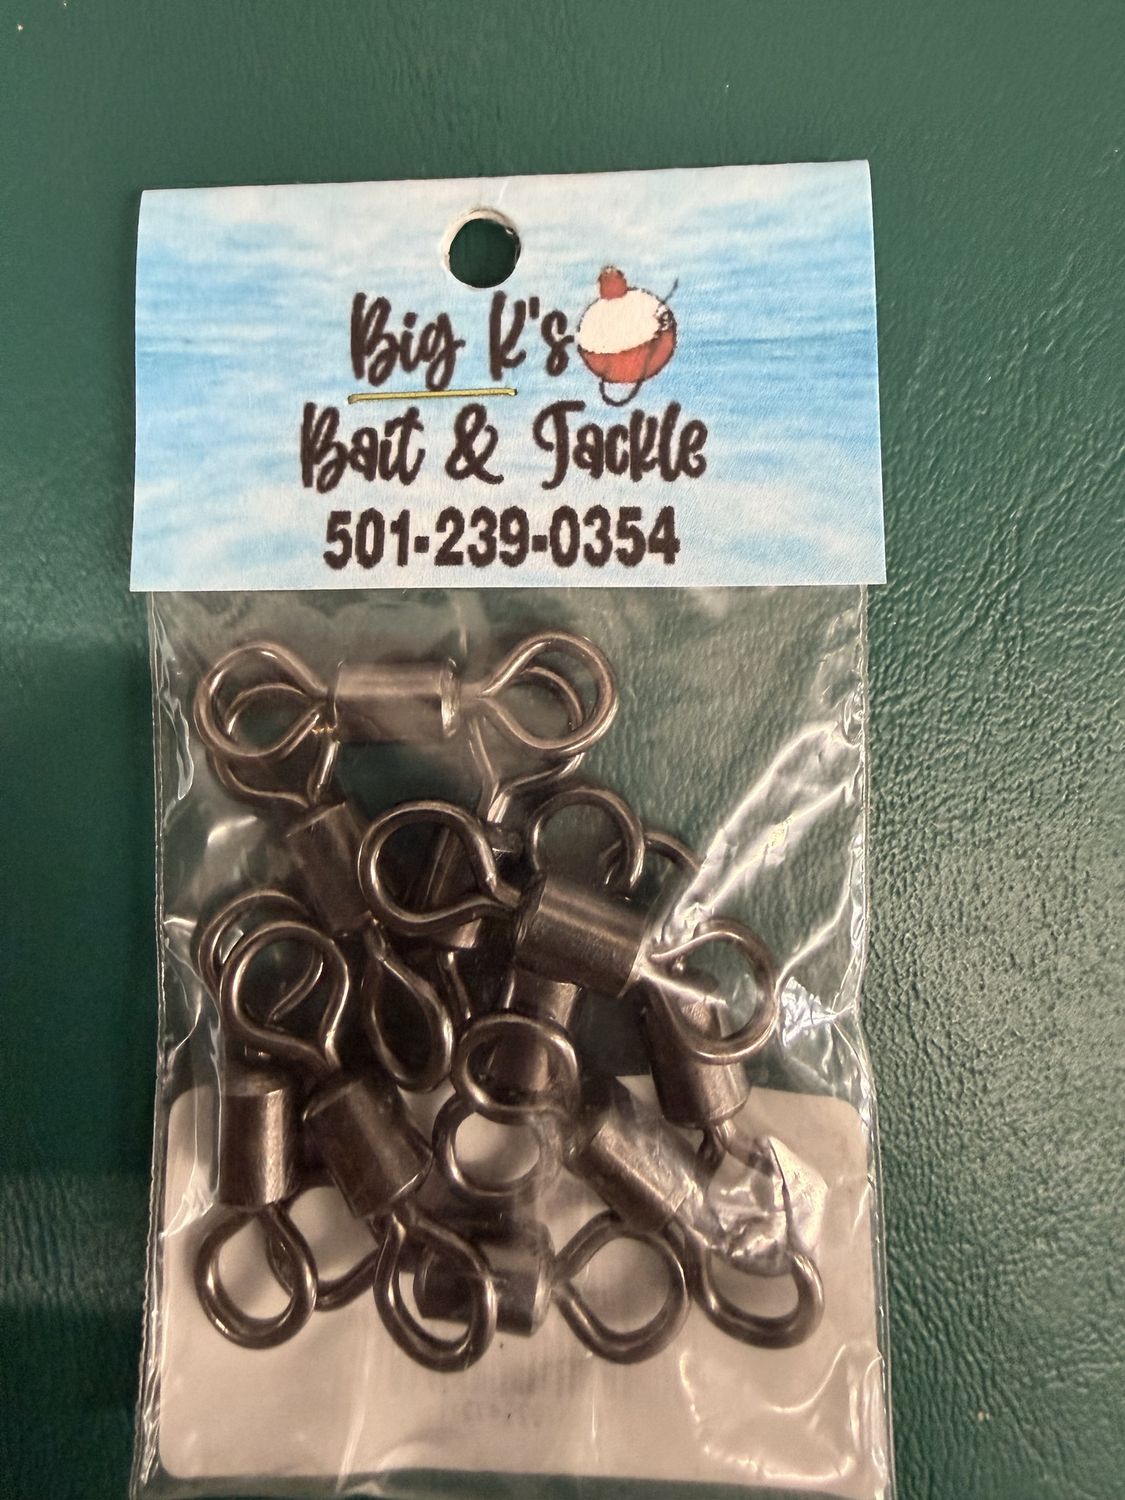 Big K's
Bait & Tackle
501-239-0354